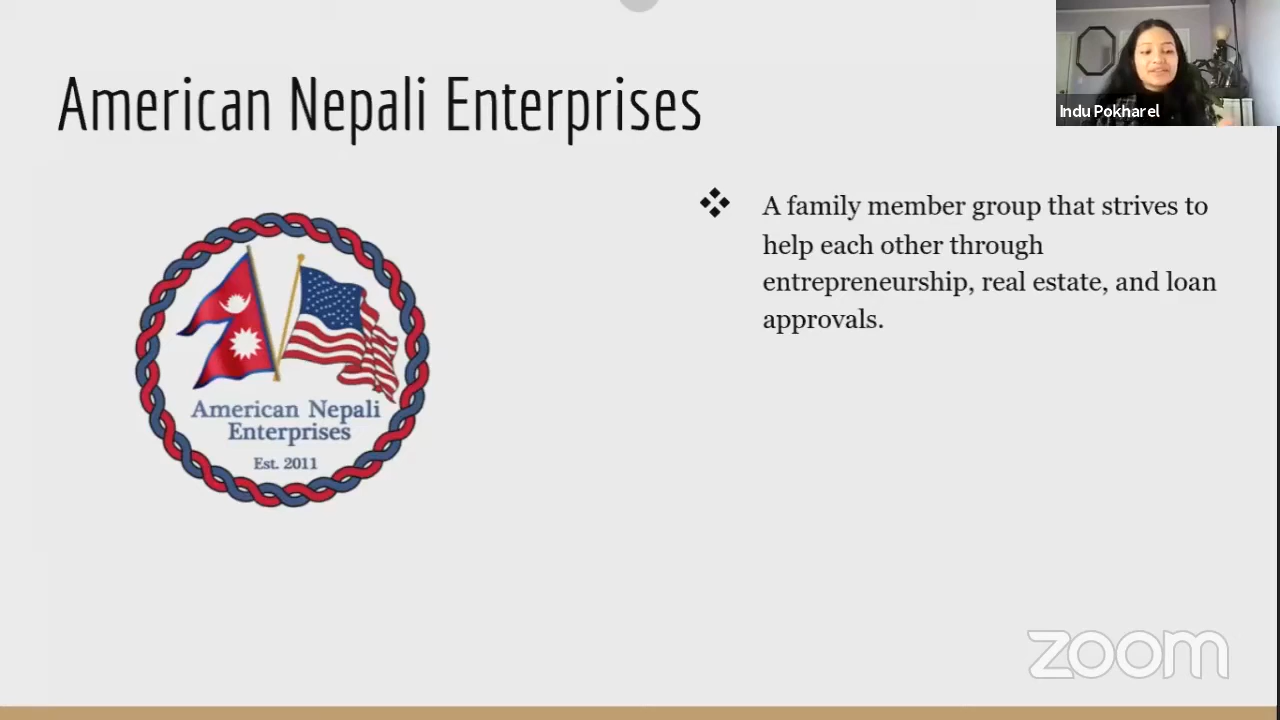 American Nepali Enterprises
Indu Pokharel
A family member group that strives to
help each other through
entrepreneurship, real estate, and loan
approvals.
American Nepali
Enterprises
Est. 2011
zoom